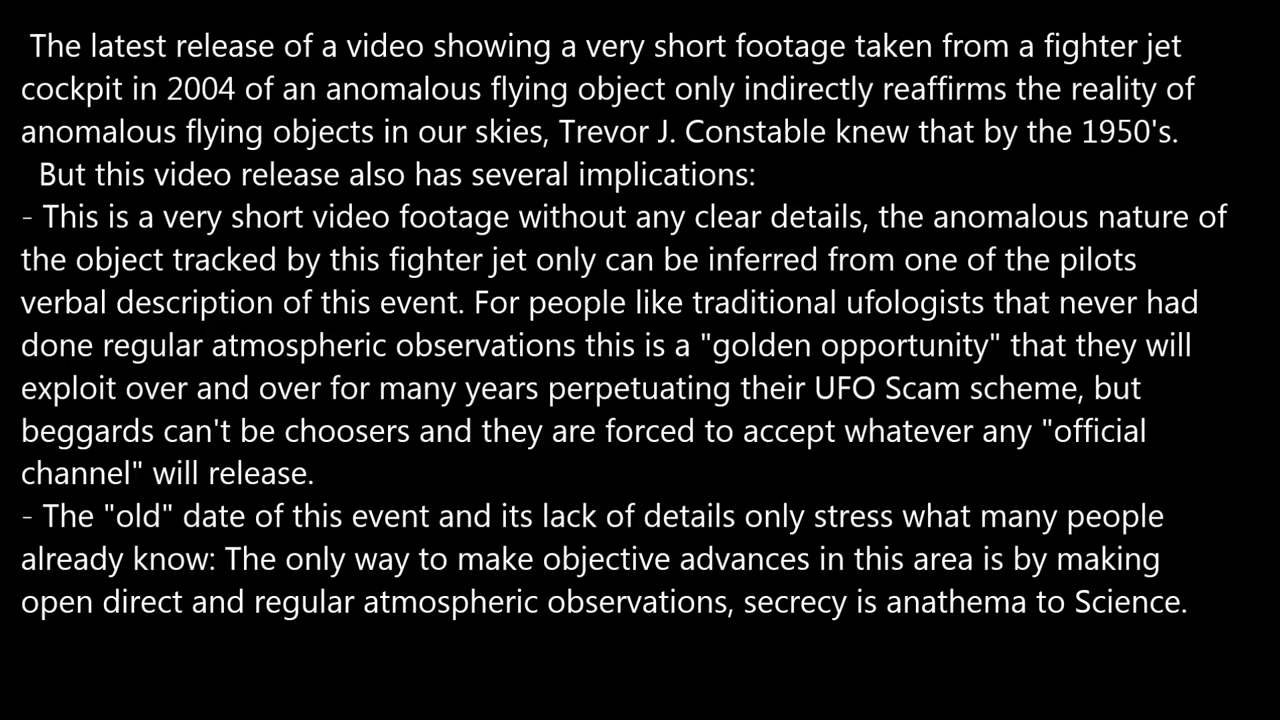 The latest release of a video showing a very short footage taken from a fighter jet
cockpit in 2004 of an anomalous flying object only indirectly reaffirms the reality of
anomalous flying objects in our skies, Trevor J. Constable knew that by the 1950's.
But this video release also has several implications:
- This is a very short video footage without any clear details, the anomalous nature of
the object tracked by this fighter jet only can be inferred from one of the pilots
verbal description of this event. For people like traditional ufologists that never had
done regular atmospheric observations this is a "golden opportunity" that they will
exploit over and over for many years perpetuating their UFO Scam scheme, but
beggards can't be choosers and they are forced to accept whatever any "official
channel" will release.
- The "old" date of this event and its lack of details only stress what many people
already know: The only way to make objective advances in this area is by making
open direct and regular atmospheric observations, secrecy is anathema to Science.